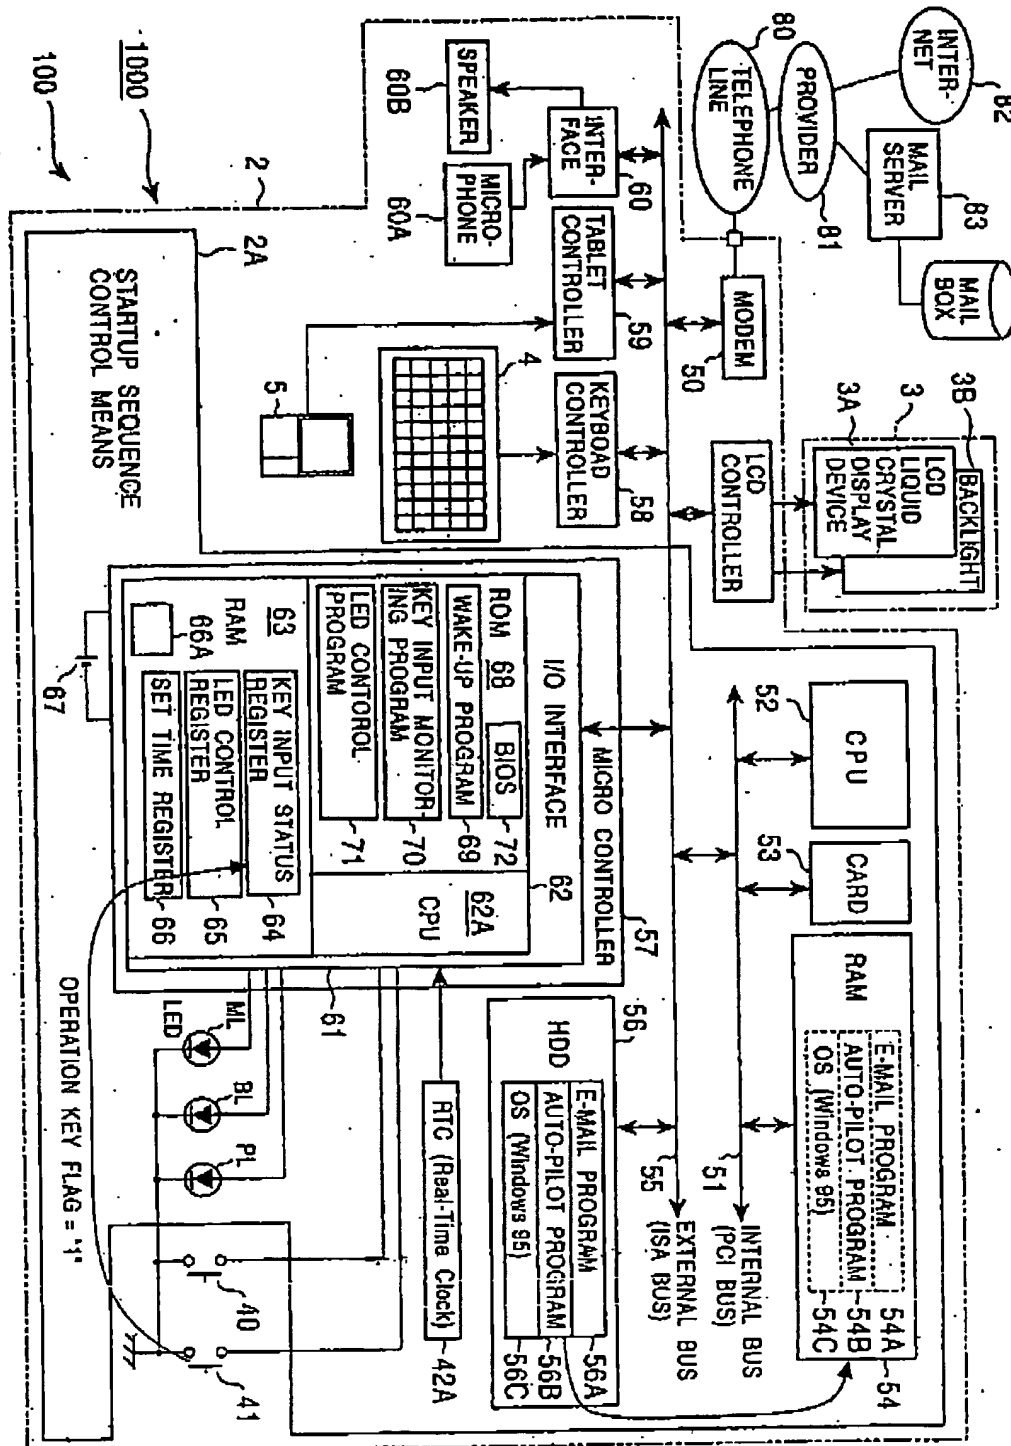 100
1000
2
2A
STARTUP SEQUENCE
CONTROL MEANS
INTER-
NET
82
PROVIDER
81
80
TELEPHONE
LINE
MAIL
SERVER
83
MAIL
BOX
MODEM
50
SPEAKER
60B
MICRO-
PHONE
60A
INTER-
FACE
60
TABLET
CONTROLLER
59
KEYBOAD
CONTROLLER
58
4
5
LCD
CONTROLLER
3
3A
3B
BACKLIGHT
LCD
LIQUID
CRYSTAL
DISPLAY
DEVICE
52
CPU
53
CARD
RAM
E-MAIL PROGRAM
AUTO-PILOT PROGRAM
OS (Windows 95)
54A
54B
54C
54
51
INTERNAL BUS
(PCI BUS)
55
EXTERNAL BUS
(ISA BUS)
56
HDD
E-MAIL PROGRAM
AUTO-PILOT PROGRAM
OS (Windows 95)
56A
56B
56C
RTC (Real-Time Clock)
42A
MICRO CONTROLLER
57
I/O INTERFACE
62
ROM 68
BIOS
72
WAKE-UP PROGRAM
69
KEY INPUT MONITOR-
ING PROGRAM
70
LED CONTOROL
PROGRAM
71
CPU
62A
63
RAM
66A
KEY INPUT STATUS
REGISTER
64
LED CONTROL
REGISTER
65
SET TIME REGISTER
66
61
67
LED
ML
BL
PL
40
41
OPERATION KEY FLAG = "1"